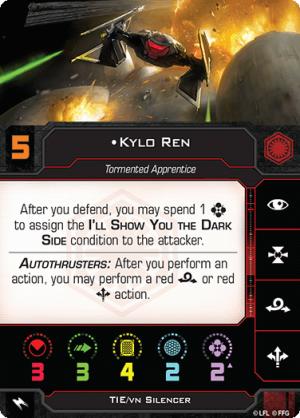 5
•Kylo Ren
Tormented Apprentice
After you defend, you may spend 1
to assign the I'll Show You the Dark
Side condition to the attacker.
Autothrusters: After you perform an
action, you may perform a red or red
action.
3 3 4 2 2
TIE/vn Silencer
©LFL ©FFG